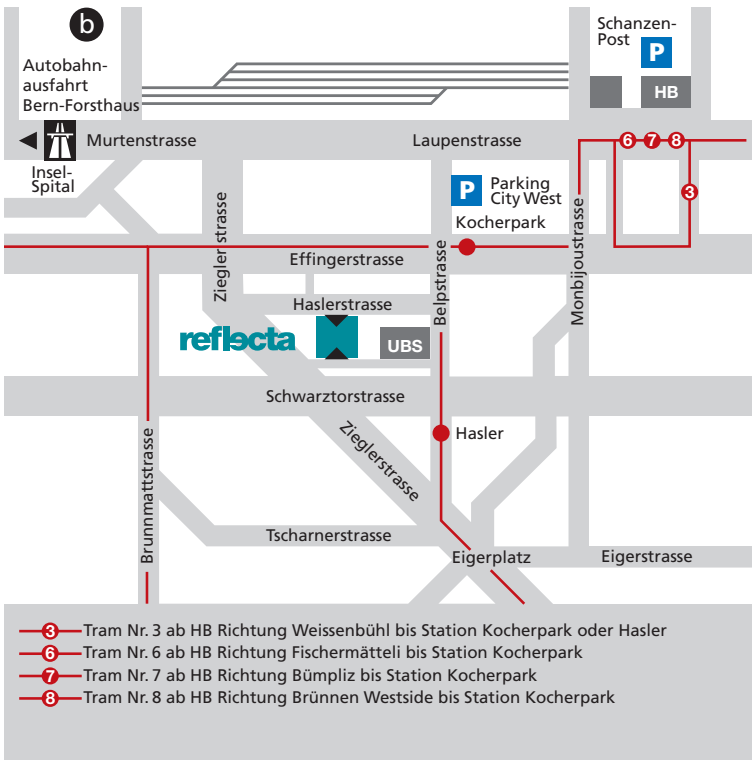 b
Autobahn-
ausfahrt
Bern-Forsthaus
Schanzen-
Post
P
HB
Murtenstrasse
Laupenstrasse
6 7 8
Insel-
Spital
3
P
Parking
City West
Kocherpark
Zieglerstrasse
Belpstrasse
Monbijoustrasse
Effingerstrasse
Haslerstrasse
reflecta
UBS
Schwarztorstrasse
Zieglerstrasse
Hasler
Brunnmattstrasse
Tscharnerstrasse
Eigerplatz
Eigerstrasse
3 Tram Nr. 3 ab HB Richtung Weissenbühl bis Station Kocherpark oder Hasler
6 Tram Nr. 6 ab HB Richtung Fischermätteli bis Station Kocherpark
7 Tram Nr. 7 ab HB Richtung Bümpliz bis Station Kocherpark
8 Tram Nr. 8 ab HB Richtung Brünnen Westside bis Station Kocherpark